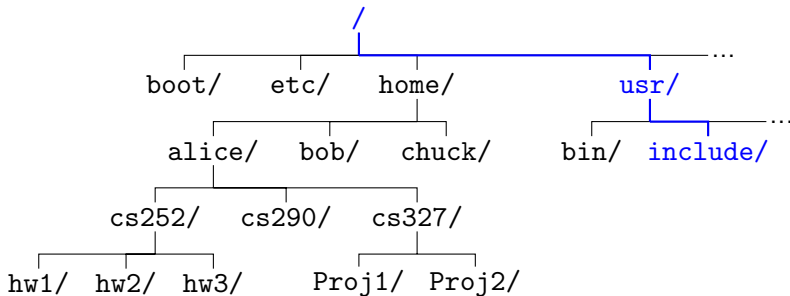 /
boot/ etc/ home/ usr/ ...
alice/ bob/ chuck/ bin/ include/ ...
cs252/ cs290/ cs327/
hw1/ hw2/ hw3/ Proj1/ Proj2/